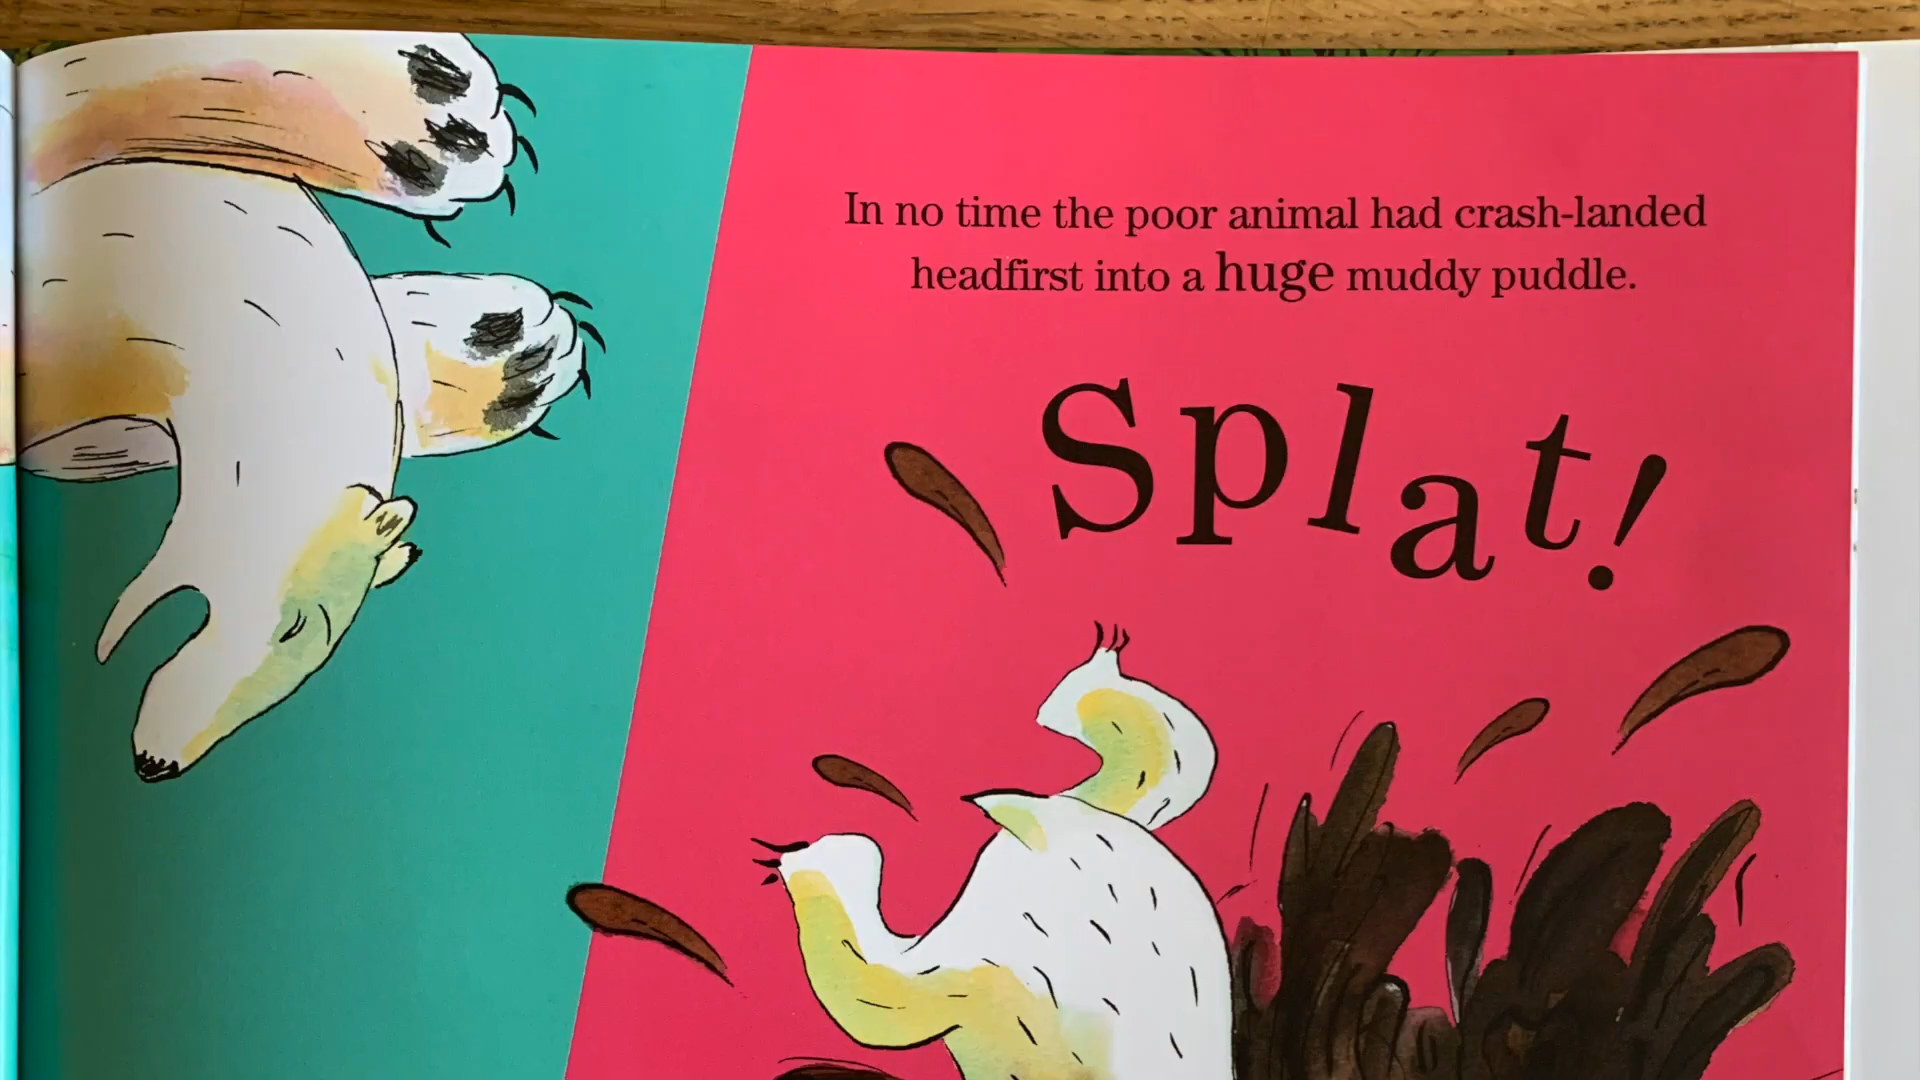 In no time the poor animal had crash-landed
headfirst into a huge muddy puddle.
Splat!